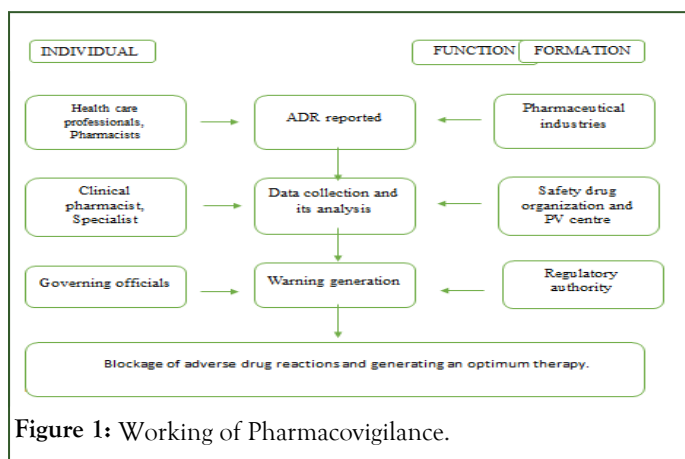 INDIVIDUAL
FUNCTION
FORMATION
Health care
professionals,
Pharmacists
ADR reported
Pharmaceutical
industries
Clinical
pharmacist,
Specialist
Data collection and
its analysis
Safety drug
organization and
PV centre
Governing officials
Warning generation
Regulatory
authority
Blockage of adverse drug reactions and generating an optimum therapy.
Figure 1: Working of Pharmacovigilance.